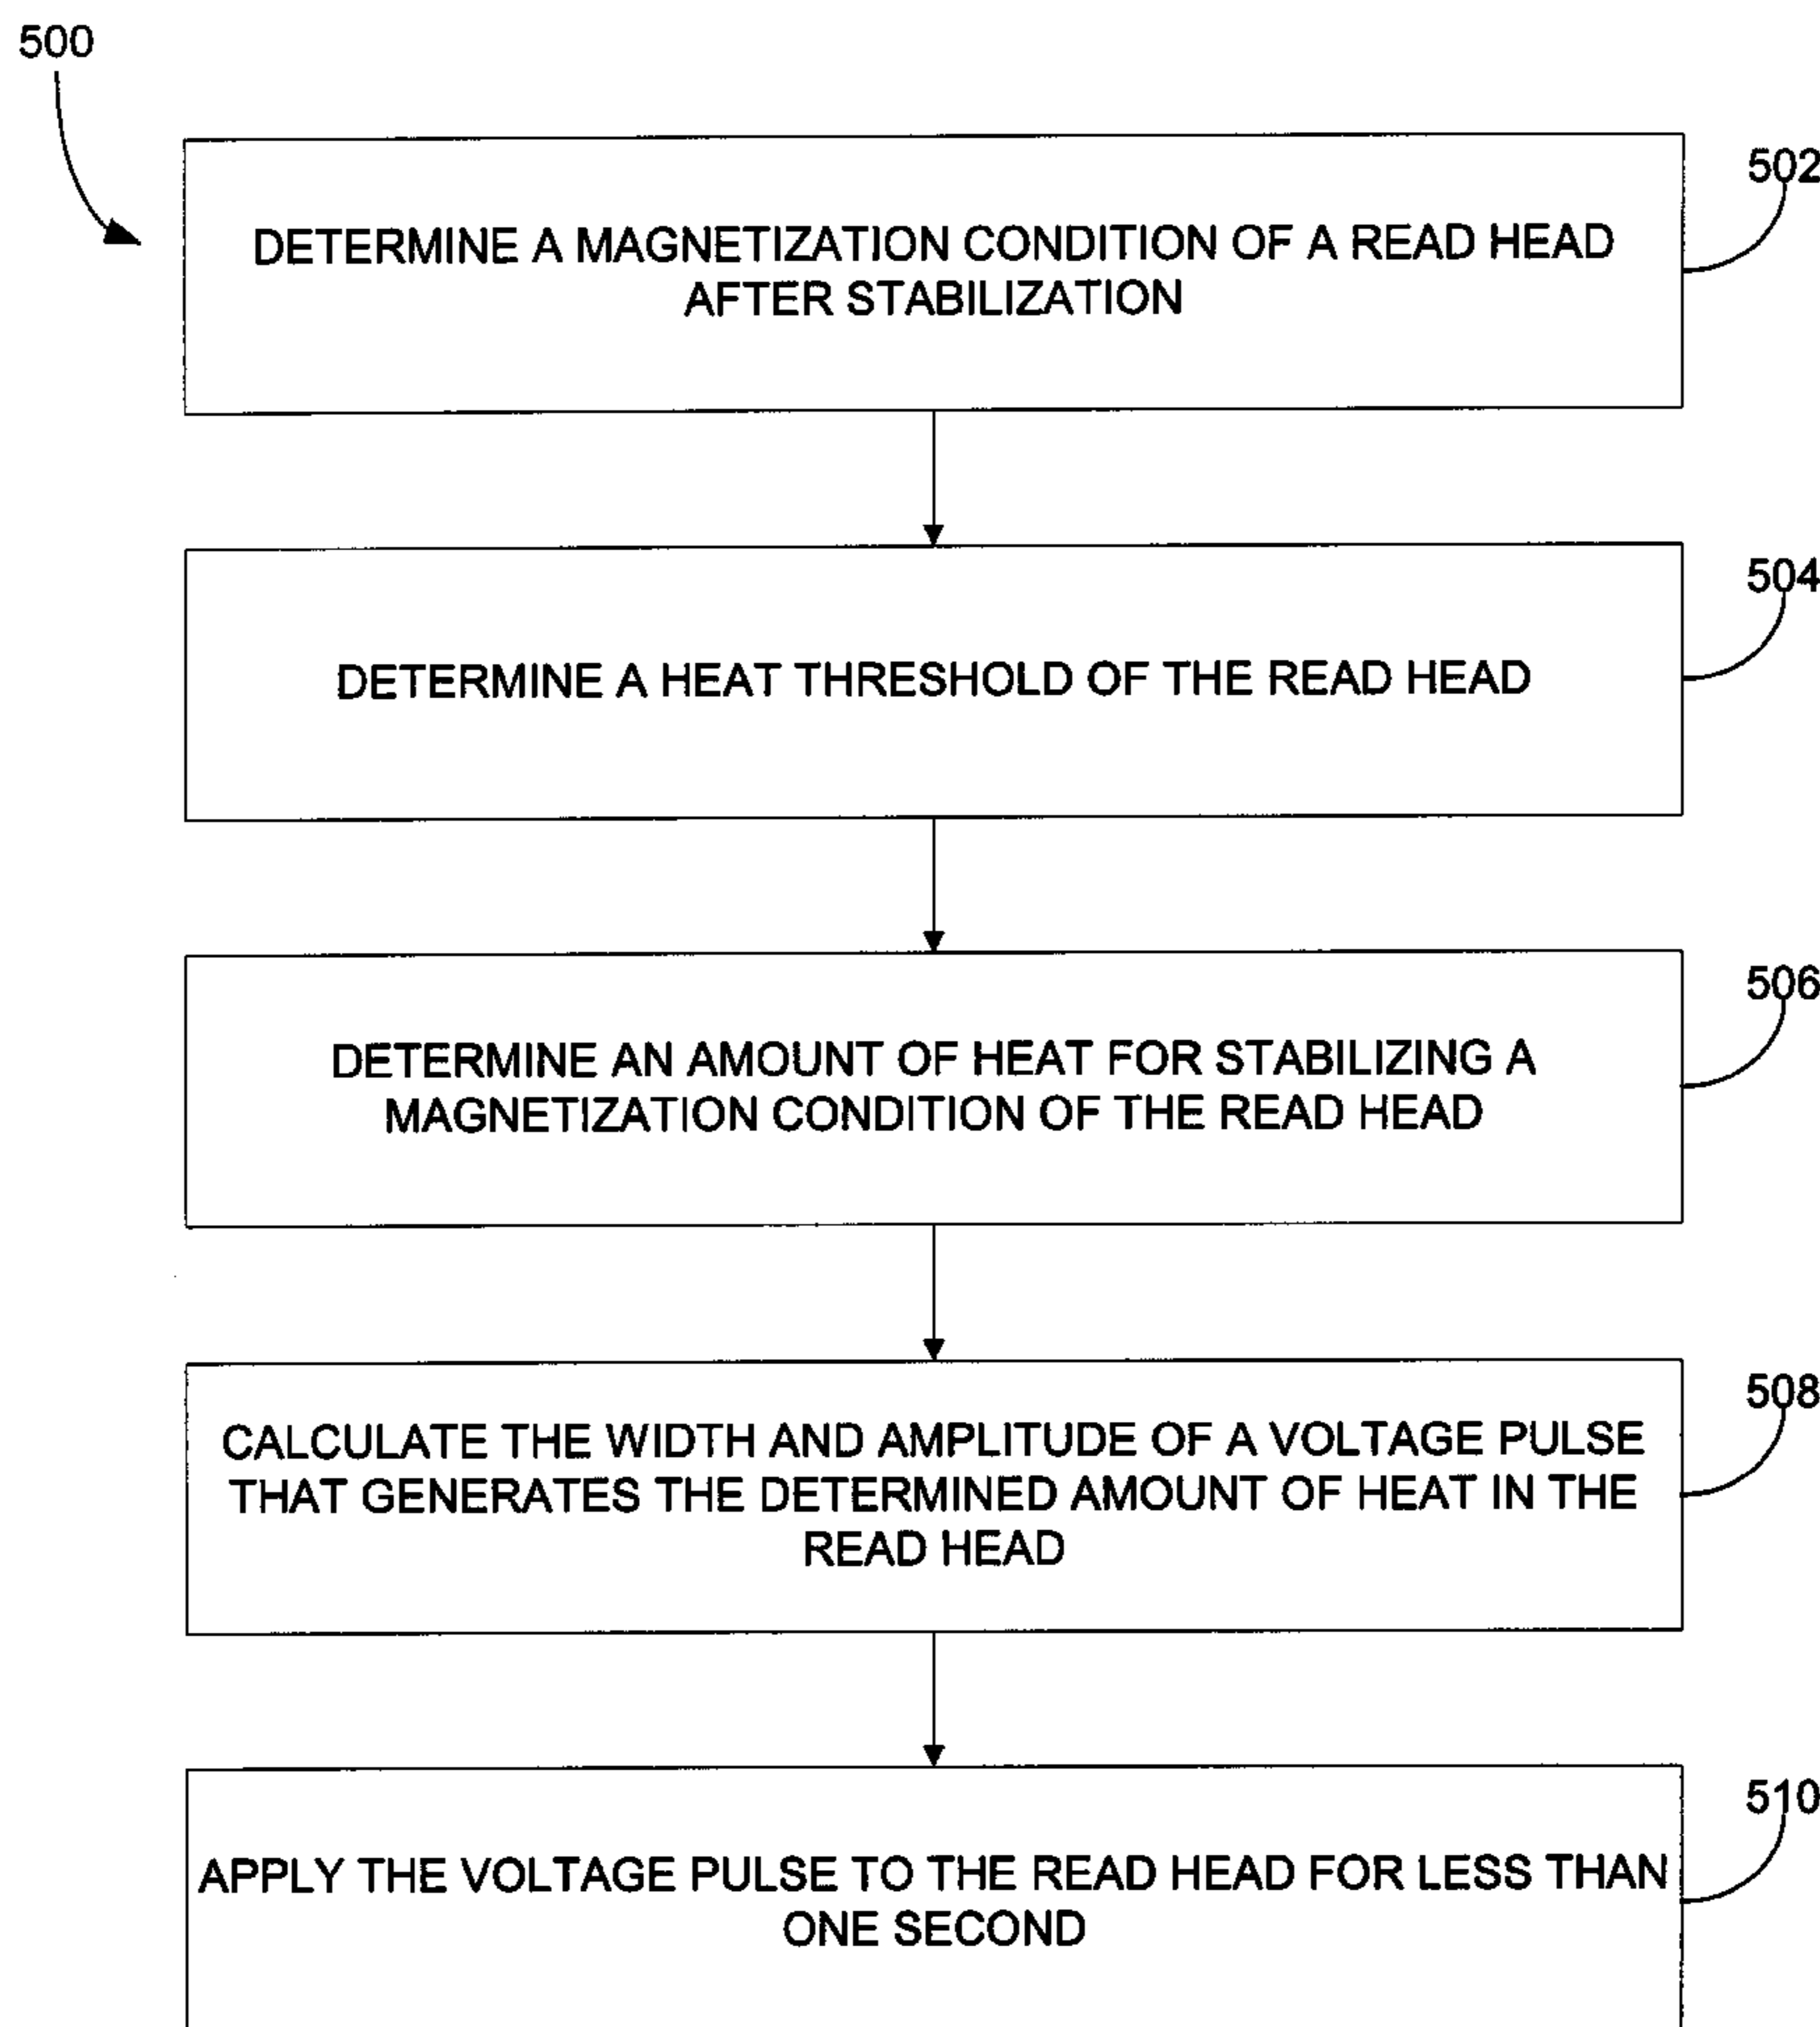 500
502
DETERMINE A MAGNETIZATION CONDITION OF A READ HEAD
AFTER STABILIZATION
504
DETERMINE A HEAT THRESHOLD OF THE READ HEAD
506
DETERMINE AN AMOUNT OF HEAT FOR STABILIZING A
MAGNETIZATION CONDITION OF THE READ HEAD
508
CALCULATE THE WIDTH AND AMPLITUDE OF A VOLTAGE PULSE
THAT GENERATES THE DETERMINED AMOUNT OF HEAT IN THE
READ HEAD
510
APPLY THE VOLTAGE PULSE TO THE READ HEAD FOR LESS THAN
ONE SECOND